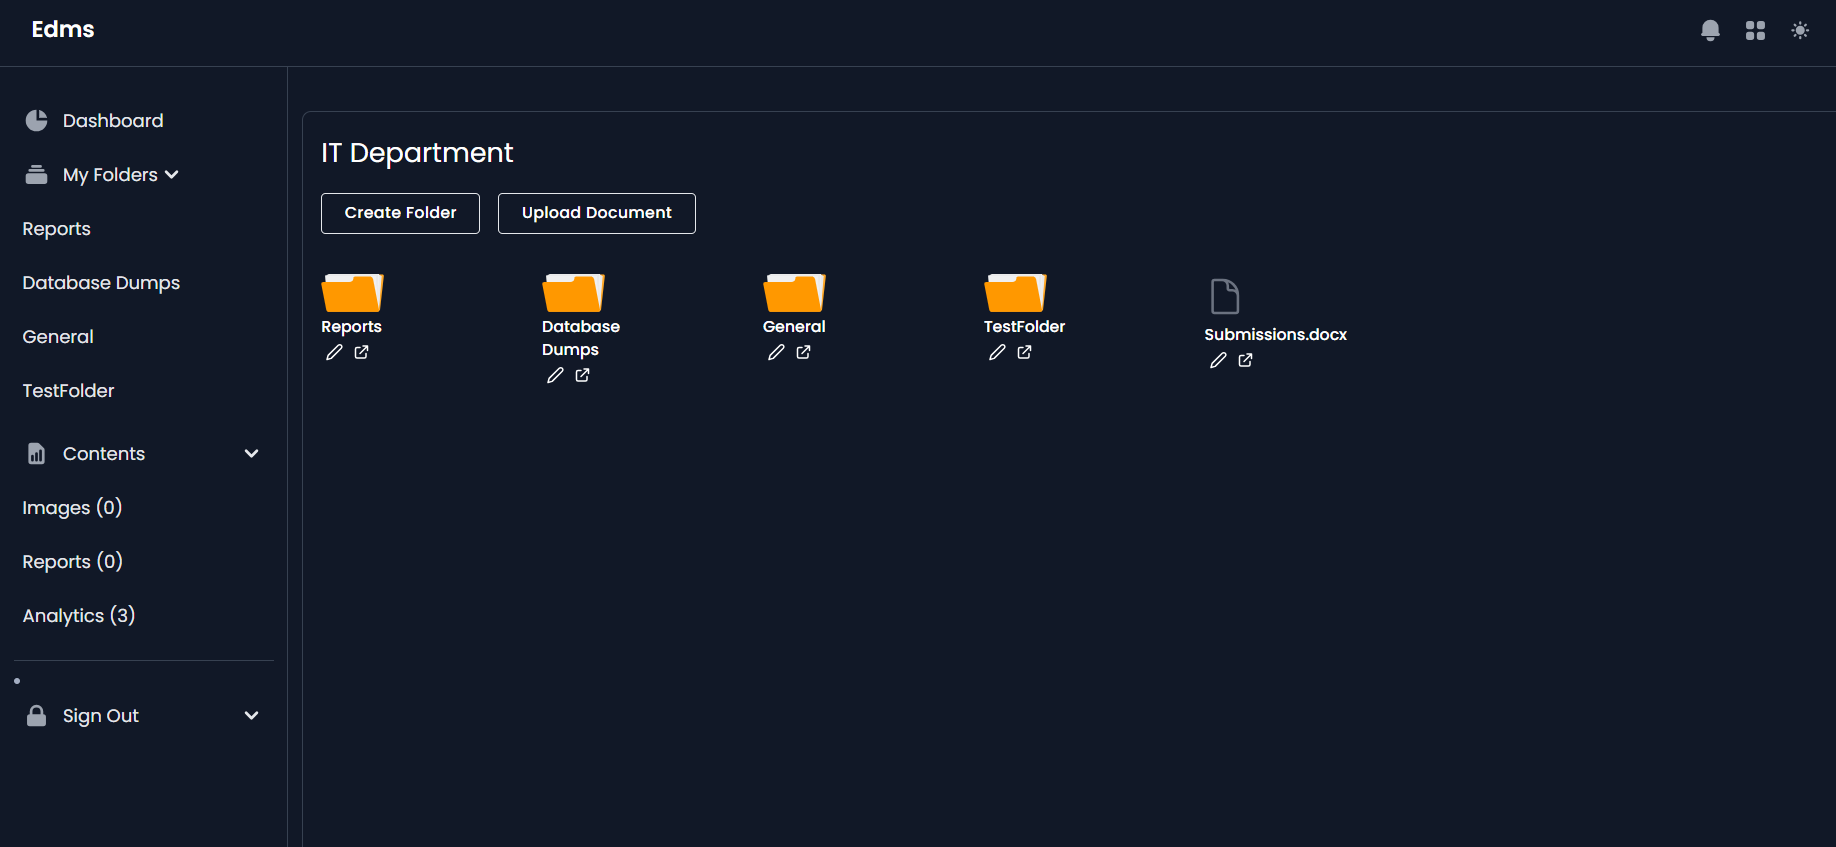 Edms
Dashboard
My Folders
Reports
Database Dumps
General
TestFolder
Contents
Images (0)
Reports (0)
Analytics (3)
Sign Out
IT Department
Create Folder
Upload Document
Reports
Database
Dumps
General
TestFolder
Submissions.docx